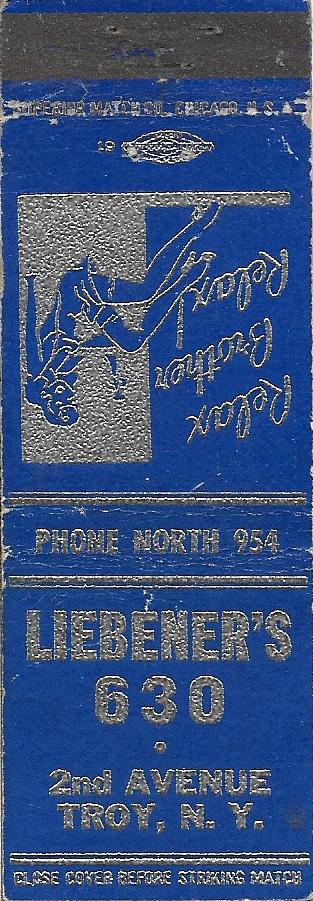 SUPERIOR MATCH CO. CHICAGO, U.S.A.
19
Relax
Brother
Relax!
PHONE NORTH 954
LIEBENER'S
630
2nd AVENUE
TROY, N. Y.
CLOSE COVER BEFORE STRIKING MATCH